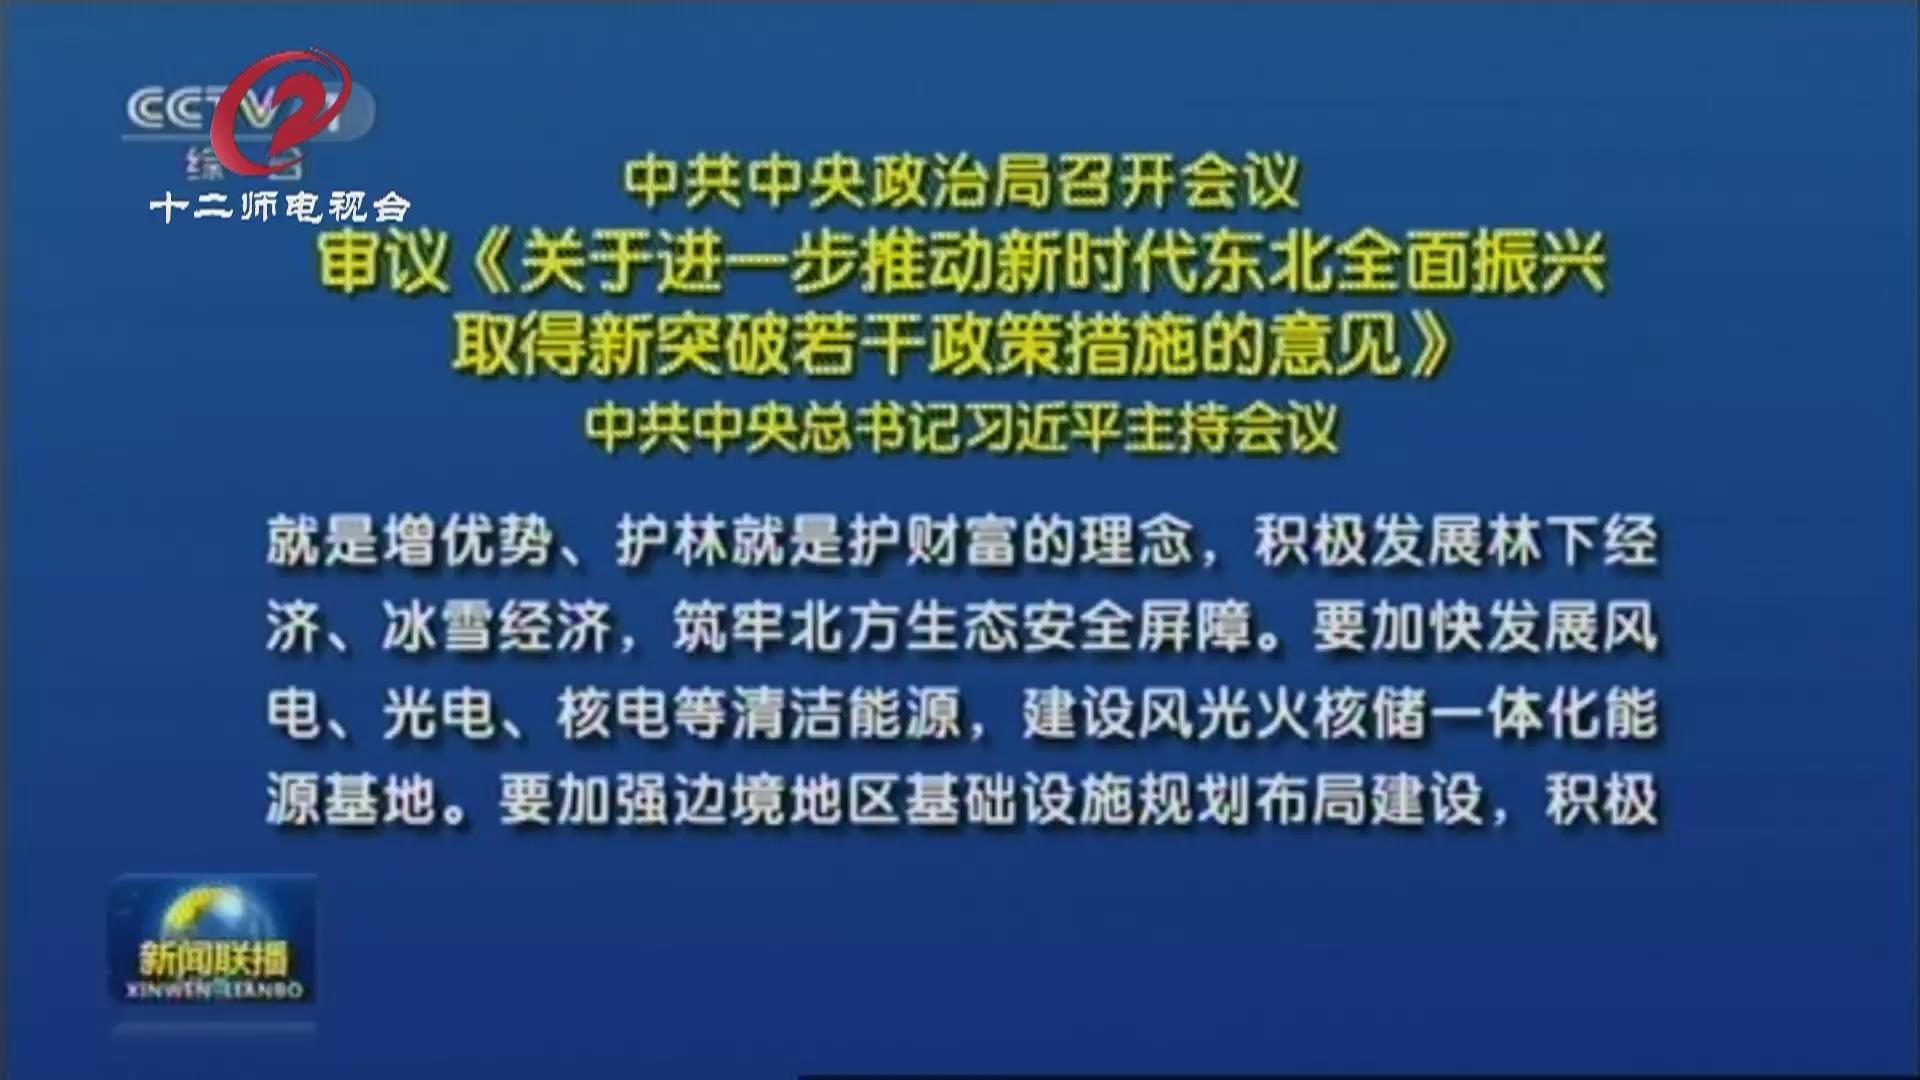 CCTV 1
综合
十二师电视台
中共中央政治局召开会议
审议《关于进一步推动新时代东北全面振兴
取得新突破若干政策措施的意见》
中共中央总书记习近平主持会议
就是增优势、护林就是护财富的理念，积极发展林下经
济、冰雪经济，筑牢北方生态安全屏障。要加快发展风
电、光电、核电等清洁能源，建设风光火核储一体化能
源基地。要加强边境地区基础设施规划布局建设，积极
新闻联播
XINWEN LIANBO